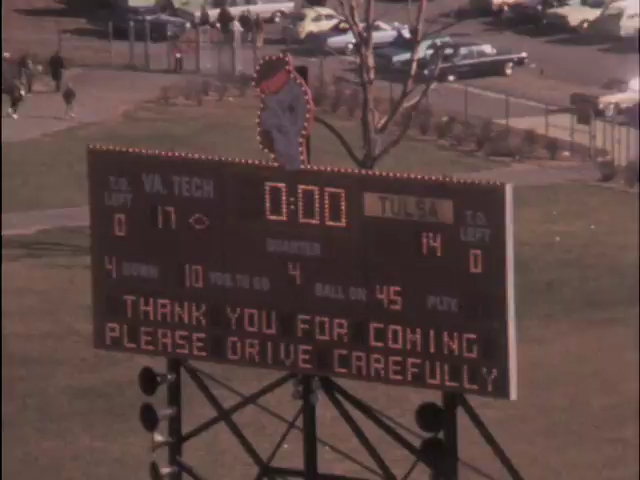 T.O. LEFT VA. TECH 0:00 TULSA T.O. LEFT
0 17 14 0
QUARTER
4 DOWN 10 YDS. TO GO 4 BALL ON 45 PLAY
THANK YOU FOR COMING
PLEASE DRIVE CAREFULLY